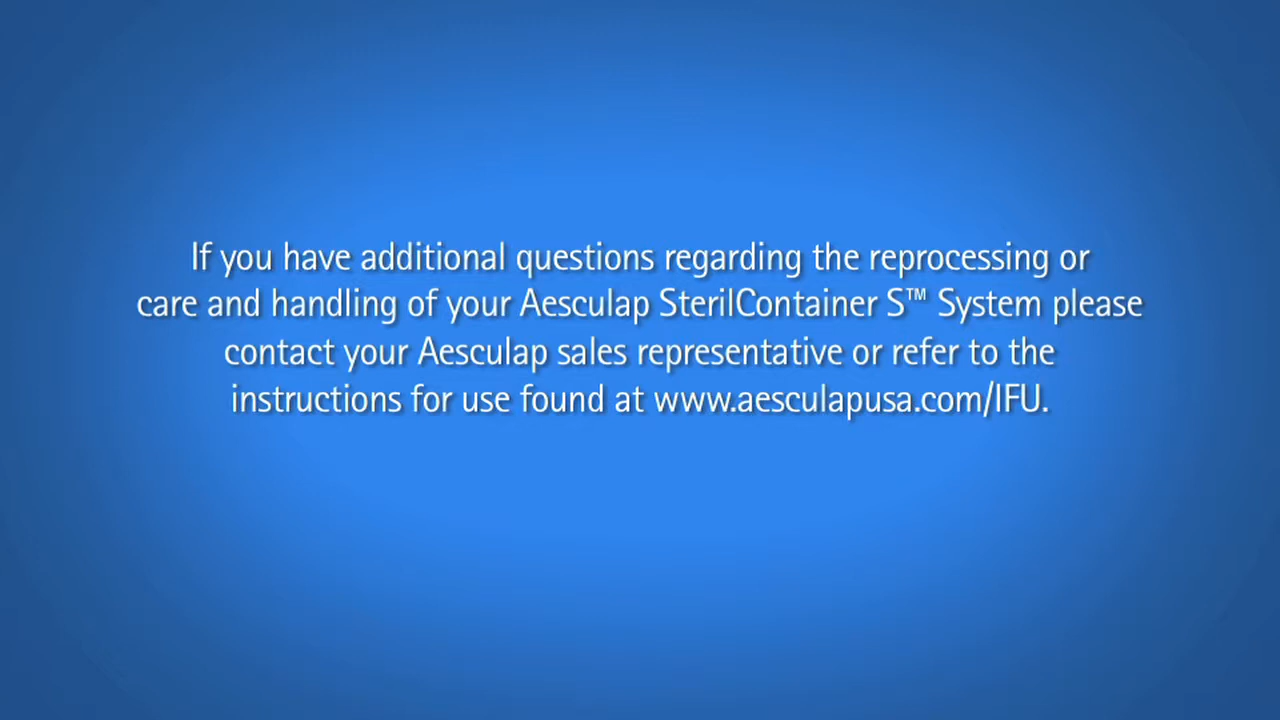 If you have additional questions regarding the reprocessing or
care and handling of your Aesculap SterilContainer S™ System please
contact your Aesculap sales representative or refer to the
instructions for use found at www.aesculapusa.com/IFU.